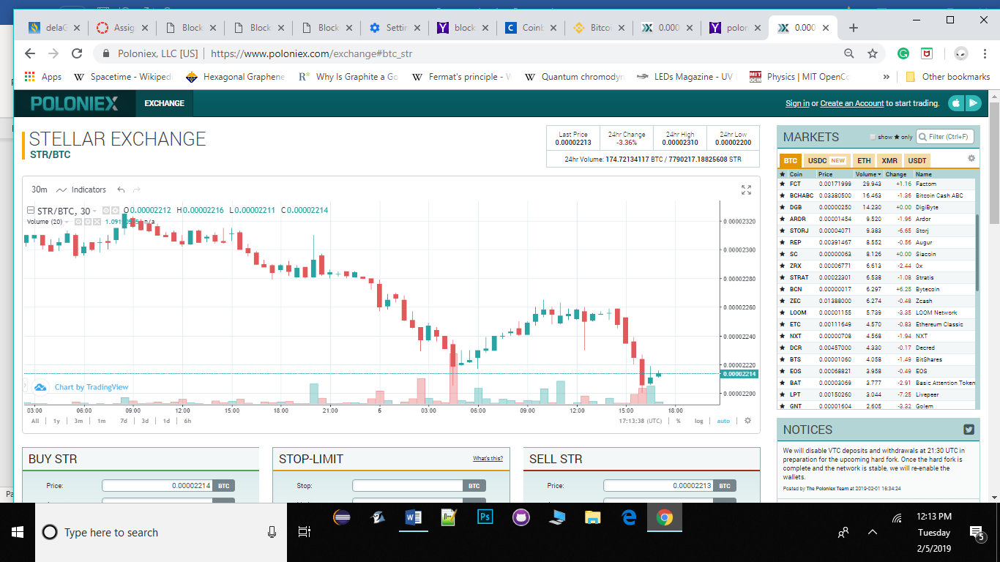 delaG
Assig
Block
Block
Block
Settin
block
Coinb
Bitco
0.000
polor
0.000
Poloniex, LLC [US] | https://www.poloniex.com/exchange#btc_str
Apps
Spacetime - Wikiped
Hexagonal Graphene
Why Is Graphite a Go
Fermat's principle - W
Quantum chromodyn
LEDs Magazine - UV
Physics | MIT OpenCo
Other bookmarks
POLONIEX
EXCHANGE
Sign in or Create an Account to start trading.
STELLAR EXCHANGE
STR/BTC
Last Price
0.00002213
24hr Change
-3.36%
24hr High
0.00002310
24hr Low
0.00002200
24hr Volume: 174.72134117 BTC / 7790217.18825608 STR
30m Indicators
STR/BTC, 30 O0.00002212 H0.00002216 L0.00002211 C0.00002214
Volume (20) n/a
0.00002320
0.00002300
0.00002280
0.00002260
0.00002240
0.00002220
0.00002214
0.00002200
Chart by TradingView
03:00 06:00 09:00 12:00 15:00 18:00 21:00 5 03:00 06:00 09:00 12:00 15:00 18:00
All 1y 3m 1m 7d 3d 1d 6h 17:13:38 (UTC) % log auto
BUY STR
Price: 0.00002214 BTC
STOP-LIMIT What's this?
Stop: BTC
SELL STR
Price: 0.00002213 BTC
MARKETS show ★ only Filter (Ctrl+F)
BTC USDC NEW ETH XMR USDT
★ Coin Price Volume Change Name
★ FCT 0.00171999 29.943 +1.16 Factom
★ BCHABC 0.03380500 16.463 -1.36 Bitcoin Cash ABC
★ DGB 0.00000250 14.230 +0.00 DigiByte
★ ARDR 0.00001454 9.520 -1.96 Ardor
★ STORJ 0.00004071 9.383 -6.65 Storj
★ REP 0.00391467 8.552 -0.56 Augur
★ SC 0.00000063 8.126 +0.00 Siacoin
★ ZRX 0.00006771 6.613 -2.44 0x
★ STRAT 0.00022301 6.538 -1.08 Stratis
★ BCN 0.00000017 6.297 +6.25 Bytecoin
★ ZEC 0.01388000 6.274 -0.48 Zcash
★ LOOM 0.00001155 5.739 -3.35 LOOM Network
★ ETC 0.00111649 4.570 -0.83 Ethereum Classic
★ NXT 0.00000708 4.568 -1.94 NXT
★ DCR 0.00457000 4.330 -0.17 Decred
★ BTS 0.00001060 4.058 -1.49 BitShares
★ EOS 0.00068821 3.958 -0.49 EOS
★ BAT 0.00003069 3.777 -2.91 Basic Attention Token
★ LPT 0.00150260 3.044 -7.25 Livepeer
★ GNT 0.00001604 2.605 -3.32 Golem
NOTICES
We will disable VTC deposits and withdrawals at 21:30 UTC in
preparation for the upcoming hard fork. Once the hard fork is
complete and the network is stable, we will re-enable the
wallets.
Posted by The Poloniex Team at 2019-02-01 16:34:24
Type here to search
12:13 PM
Tuesday
2/5/2019
5